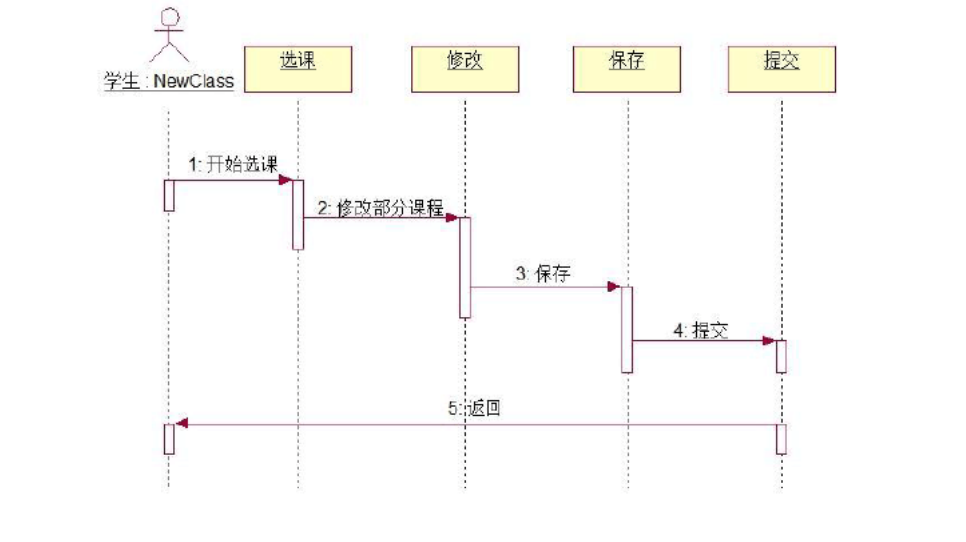 选课
修改
保存
提交
学生 : NewClass
1: 开始选课
2: 修改部分课程
3: 保存
4: 提交
5: 返回